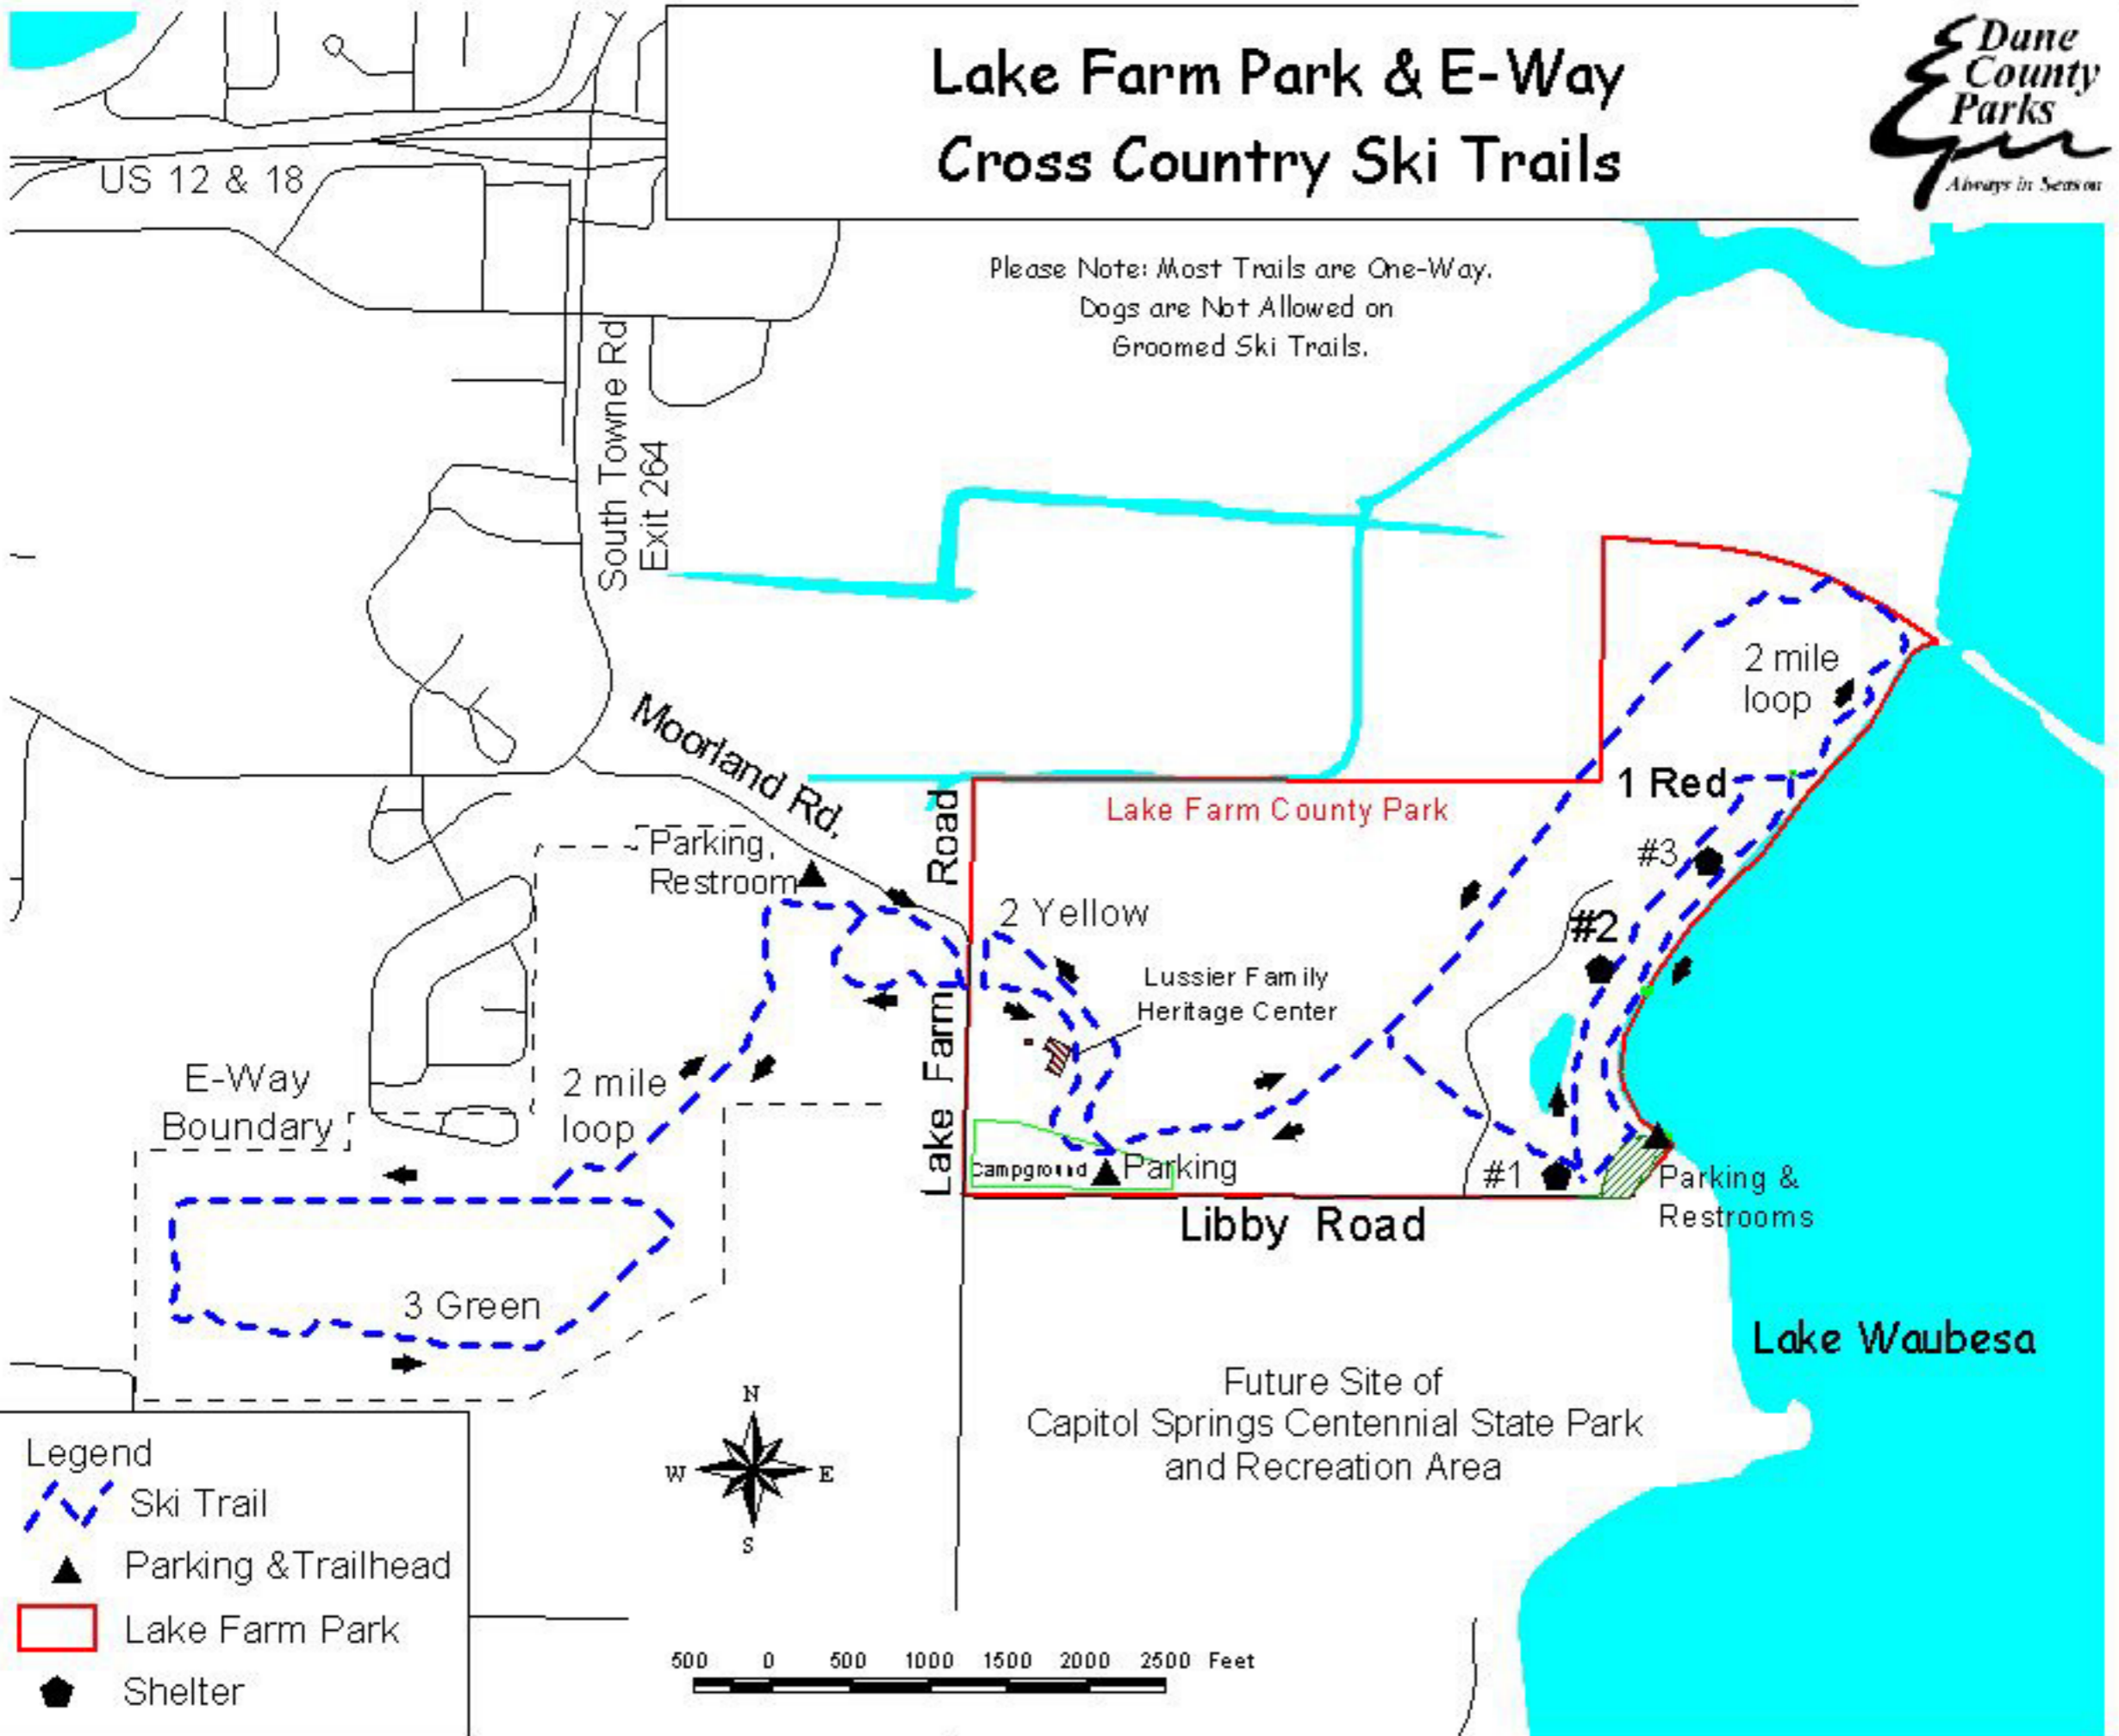 Lake Farm Park & E-Way
Cross Country Ski Trails
Dane
County
Parks
Always in Season
US 12 & 18
Please Note: Most Trails are One-Way.
Dogs are Not Allowed on
Groomed Ski Trails.
South Towne Rd
Exit 264
Moorland Rd,
2 mile
loop
1 Red
Lake Farm County Park
Parking,
Restroom
#3
Lake Farm Road
2 Yellow
#2
Lussier Family
Heritage Center
E-Way
Boundary
2 mile
loop
Campground
Parking
#1
Parking &
Restrooms
Libby Road
3 Green
Lake Waubesa
Future Site of
Capitol Springs Centennial State Park
and Recreation Area
N
W
E
S
Legend
Ski Trail
Parking &Trailhead
Lake Farm Park
Shelter
500 0 500 1000 1500 2000 2500 Feet